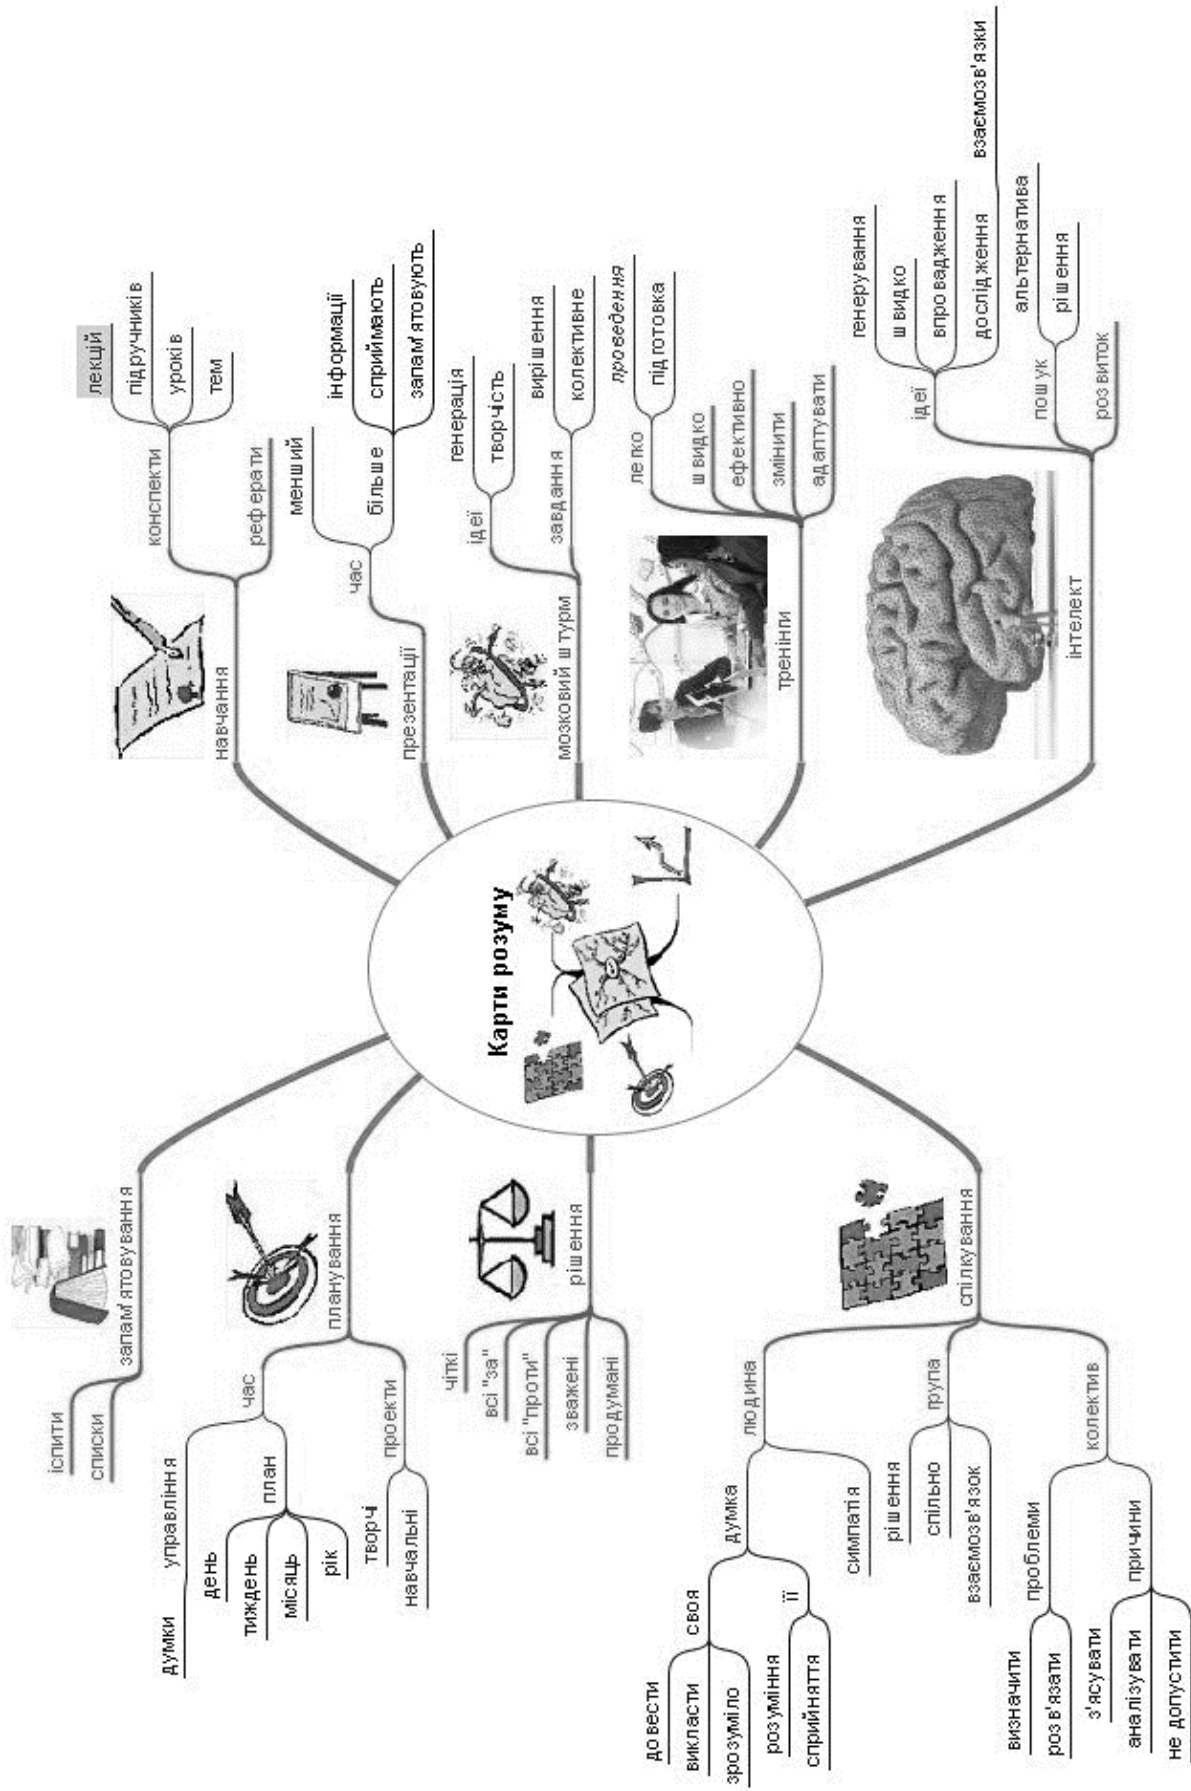 Карти розуму
навчання
конспекти
лекцій
підручників
уроків
тем
реферати
презентації
час
менший
більше
інформації
сприймають
запам'ятовують
мозковий штурм
ідеї
генерація
творчість
завдання
вирішення
колективне
тренінги
легко
проведення
підготовка
швидко
ефективно
змінити
адаптувати
інтелект
ідеї
генерування
швидко
впровадження
дослідження
взаємозв'язки
пошук
альтернатива
рішення
розвиток
запам'ятовування
іспити
списки
планування
час
управління
думки
план
день
тиждень
місяць
рік
проекти
творчі
навчальні
рішення
чіткі
всі "за"
всі "проти"
зважені
продумані
спілкування
людина
думка
своя
довести
викласти
зрозуміло
її
розуміння
сприйняття
симпатія
група
рішення
спільно
взаємозв'язок
колектив
проблеми
визначити
розв'язати
причини
з'ясувати
аналізувати
не допустити